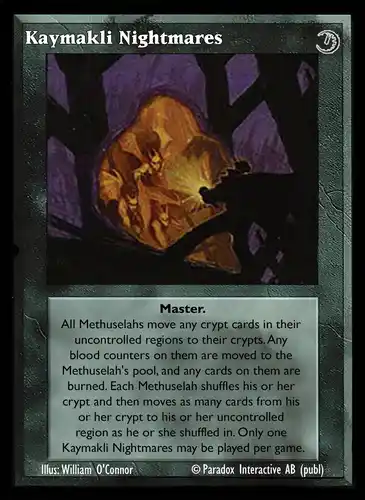 Kaymakli Nightmares
Master.
All Methuselahs move any crypt cards in their
uncontrolled regions to their crypts. Any
blood counters on them are moved to the
Methuselah's pool, and any cards on them are
burned. Each Methuselah shuffles his or her
crypt and then moves as many cards from his
or her crypt to his or her uncontrolled
region as he or she shuffled in. Only one
Kaymakli Nightmares may be played per game.
Illus: William O'Connor © Paradox Interactive AB (publ)